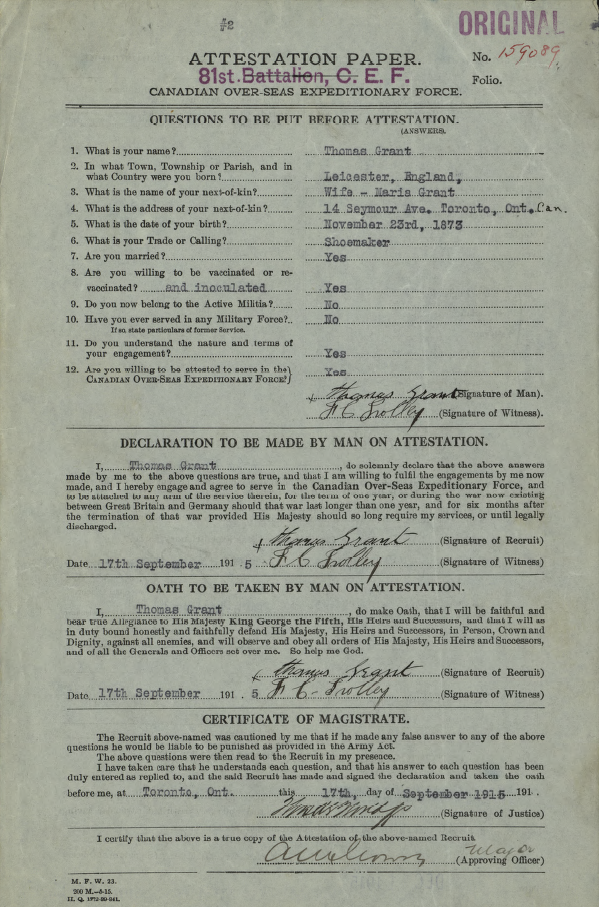 #2
ORIGINAL
ATTESTATION PAPER.
No. 159089.
81st. Battalion, C. E. F.
Folio.
CANADIAN OVER-SEAS EXPEDITIONARY FORCE.
QUESTIONS TO BE PUT BEFORE ATTESTATION.
(ANSWERS).
1. What is your name? Thomas Grant
2. In what Town, Township or Parish, and in
what Country were you born? Leicester, England,
3. What is the name of your next-of-kin? Wife - Maria Grant
4. What is the address of your next-of-kin? 14 Seymour Ave. Toronto, Ont. Can.
5. What is the date of your birth? November 23rd, 1873
6. What is your Trade or Calling? Shoemaker
7. Are you married? Yes
8. Are you willing to be vaccinated or re-
vaccinated? and inoculated Yes
9. Do you now belong to the Active Militia? No
10. Have you ever served in any Military Force? No
If so, state particulars of former Service.
11. Do you understand the nature and terms of
your engagement? Yes
12. Are you willing to be attested to serve in the
CANADIAN OVER-SEAS EXPEDITIONARY FORCE? Yes
Thomas Grant (Signature of Man).
F C Trolley (Signature of Witness).
DECLARATION TO BE MADE BY MAN ON ATTESTATION.
I, Thomas Grant, do solemnly declare that the above answers
made by me to the above questions are true, and that I am willing to fulfil the engagements by me now
made, and I hereby engage and agree to serve in the Canadian Over-Seas Expeditionary Force, and
to be attached to any arm of the service therein, for the term of one year, or during the war now existing
between Great Britain and Germany should that war last longer than one year, and for six months after
the termination of that war provided His Majesty should so long require my services, or until legally
discharged.
Thomas Grant (Signature of Recruit)
Date 17th September 191 . 5 F C Trolley (Signature of Witness)
OATH TO BE TAKEN BY MAN ON ATTESTATION.
I, Thomas Grant, do make Oath, that I will be faithful and
bear true Allegiance to His Majesty King George the Fifth, His Heirs and Successors, and that I will as
in duty bound honestly and faithfully defend His Majesty, His Heirs and Successors, in Person, Crown and
Dignity, against all enemies, and will observe and obey all orders of His Majesty, His Heirs and Successors,
and of all the Generals and Officers set over me. So help me God.
Thomas Grant (Signature of Recruit)
Date 17th September 191 . 5 F C Trolley (Signature of Witness)
CERTIFICATE OF MAGISTRATE.
The Recruit above-named was cautioned by me that if he made any false answer to any of the above
questions he would be liable to be punished as provided in the Army Act.
The above questions were then read to the Recruit in my presence.
I have taken care that he understands each question, and that his answer to each question has been
duly entered as replied to, and the said Recruit has made and signed the declaration and taken the oath
before me, at Toronto, Ont. this 17th, day of September 1915 191 .
(Signature of Justice)
I certify that the above is a true copy of the Attestation of the above-named Recruit.
Major
(Approving Officer)
M. F. W. 23.
200 M.-8-15.
H. Q. 1772-39-841.